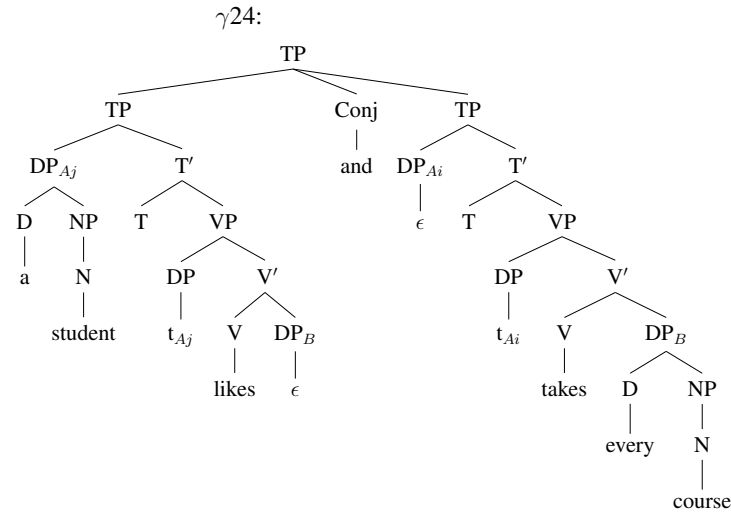 γ24:
TP
TP Conj TP
DP_Aj T′ and DP_Ai T′
D NP T VP ϵ T VP
a N DP V′ DP V′
student t_Aj V DP_B t_Ai V DP_B
likes ϵ takes D NP
every N
course